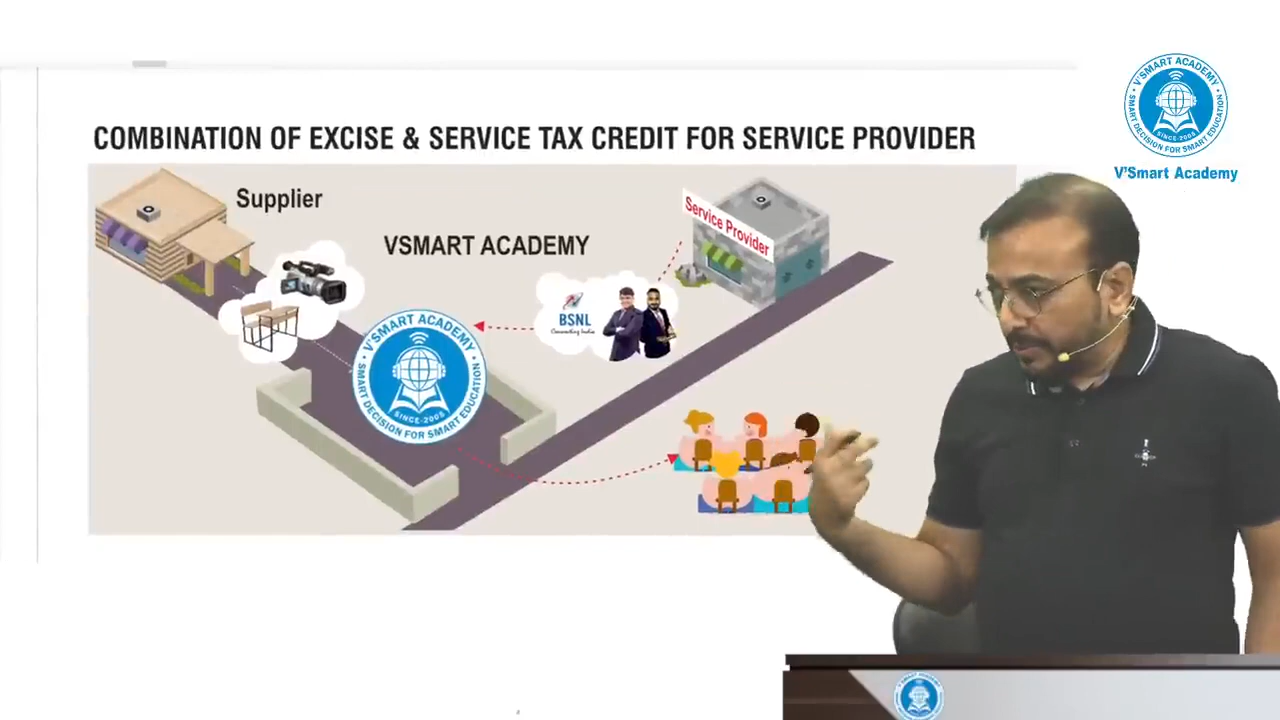 COMBINATION OF EXCISE & SERVICE TAX CREDIT FOR SERVICE PROVIDER
V'SMART ACADEMY
SMART DECISION FOR SMART EDUCATION
SINCE-2005
V'Smart Academy
Supplier
VSMART ACADEMY
Service Provider
BSNL
Connecting India
V'SMART ACADEMY
SMART DECISION FOR SMART EDUCATION
SINCE-2005